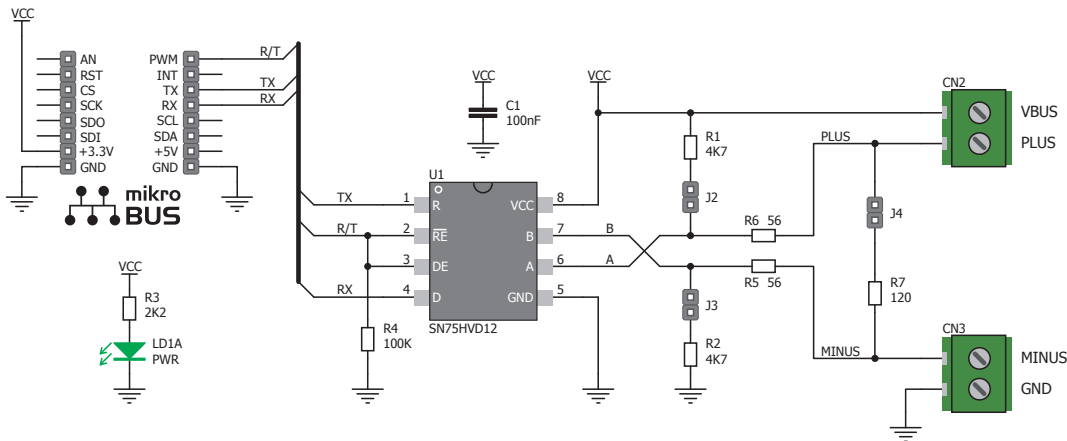 VCC
AN
RST
CS
SCK
SDO
SDI
+3.3V
GND
PWM
INT
TX
RX
SCL
SDA
+5V
GND
R/T
TX
RX
mikro
BUS
VCC
R3
2K2
LD1A
PWR
VCC
C1
100nF
TX
R/T
RX
R4
100K
U1
1
2
3
4
R
RE
DE
D
VCC
B
A
GND
8
7
6
5
SN75HVD12
B
A
VCC
R1
4K7
J2
J3
R2
4K7
R6 56
R5 56
PLUS
MINUS
J4
R7
120
CN2
VBUS
PLUS
CN3
MINUS
GND